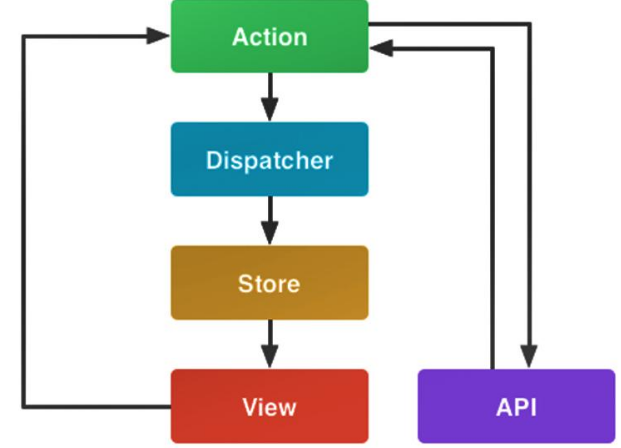 Action
Dispatcher
Store
View
API